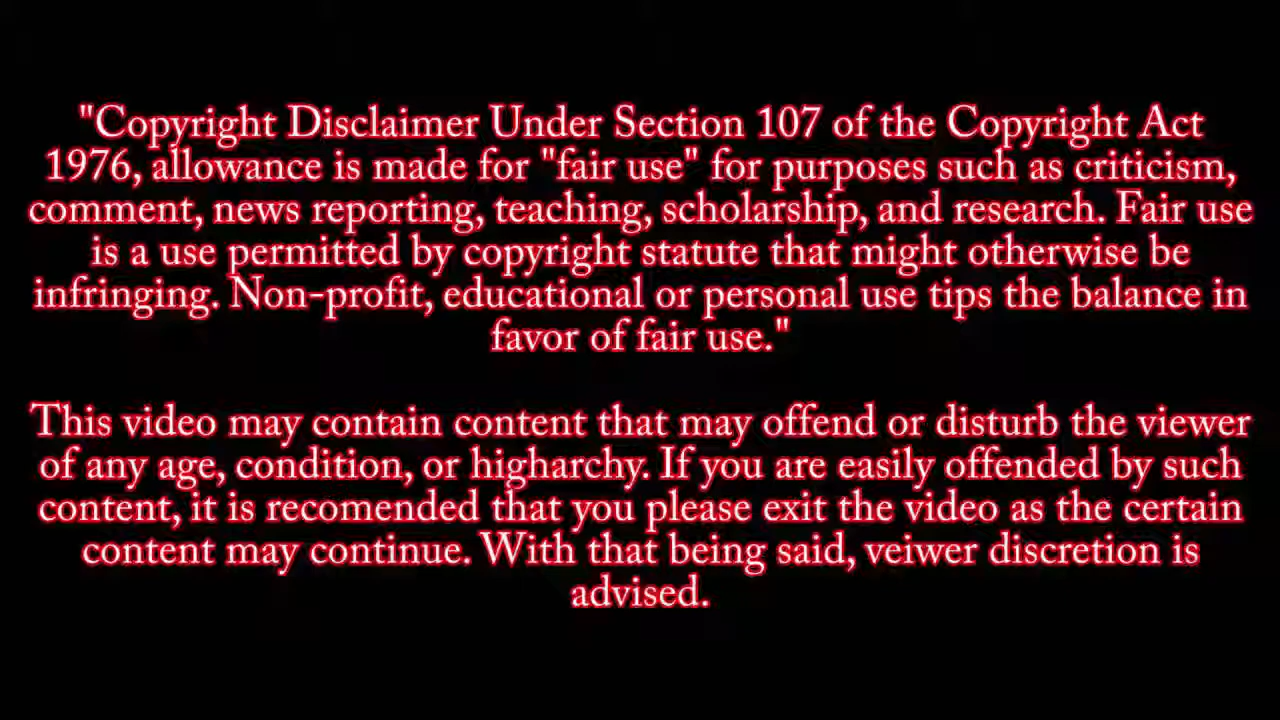 "Copyright Disclaimer Under Section 107 of the Copyright Act
1976, allowance is made for "fair use" for purposes such as criticism,
comment, news reporting, teaching, scholarship, and research. Fair use
is a use permitted by copyright statute that might otherwise be
infringing. Non-profit, educational or personal use tips the balance in
favor of fair use."
This video may contain content that may offend or disturb the viewer
of any age, condition, or higharchy. If you are easily offended by such
content, it is recomended that you please exit the video as the certain
content may continue. With that being said, veiwer discretion is
advised.